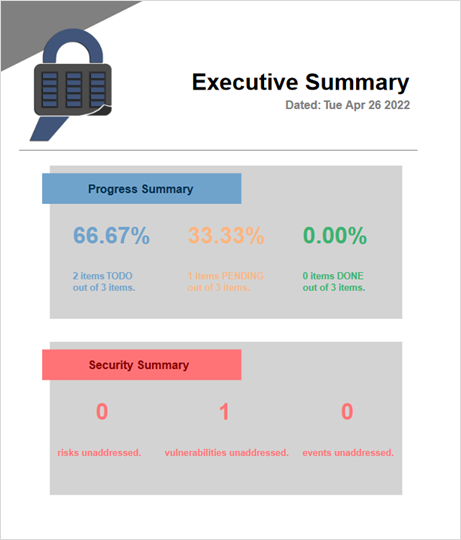 Executive Summary
Dated: Tue Apr 26 2022
Progress Summary
66.67% 33.33% 0.00%
2 items TODO 1 items PENDING 0 items DONE
out of 3 items. out of 3 items. out of 3 items.
Security Summary
0 1 0
risks unaddressed. vulnerabilities unaddressed. events unaddressed.